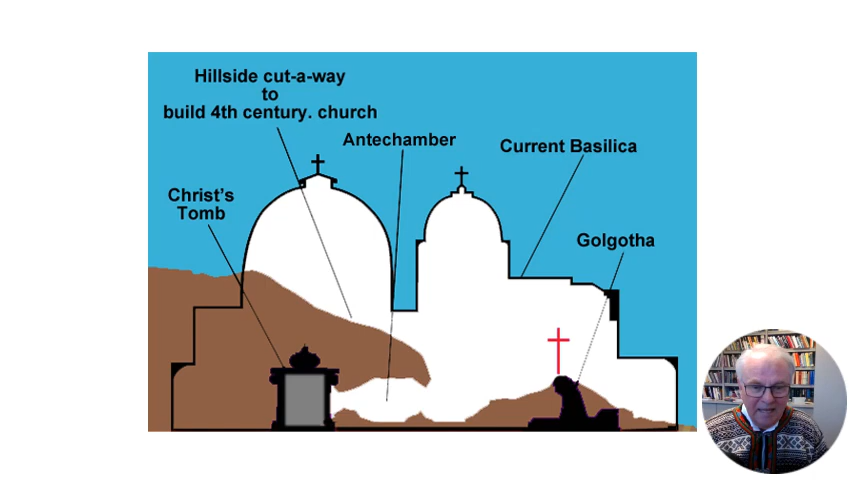 Hillside cut-a-way
to
build 4th century. church
Antechamber
Current Basilica
Christ's
Tomb
Golgotha